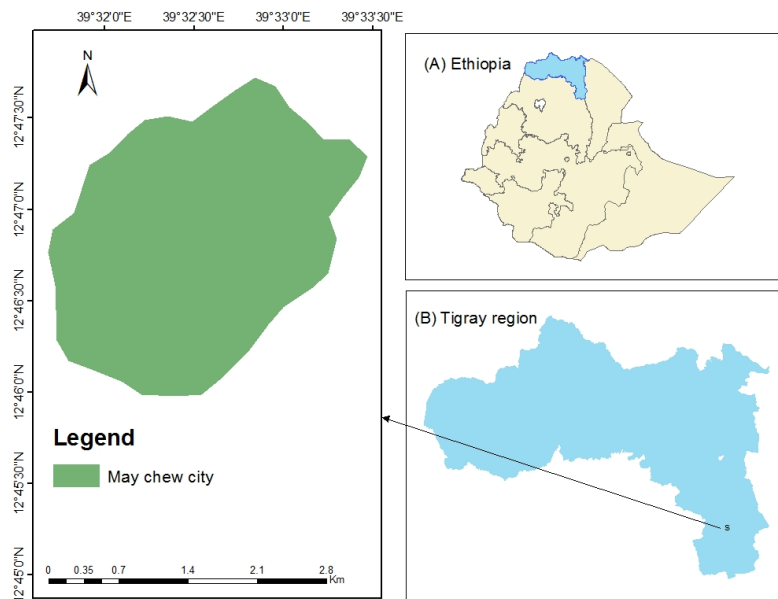 39°32'0"E 39°32'30"E 39°33'0"E 39°33'30"E
N
12°47'30"N
12°47'0"N
12°46'30"N
12°46'0"N
12°45'30"N
12°45'0"N
Legend
May chew city
0 0.35 0.7 1.4 2.1 2.8
Km
(A) Ethiopia
(B) Tigray region
s